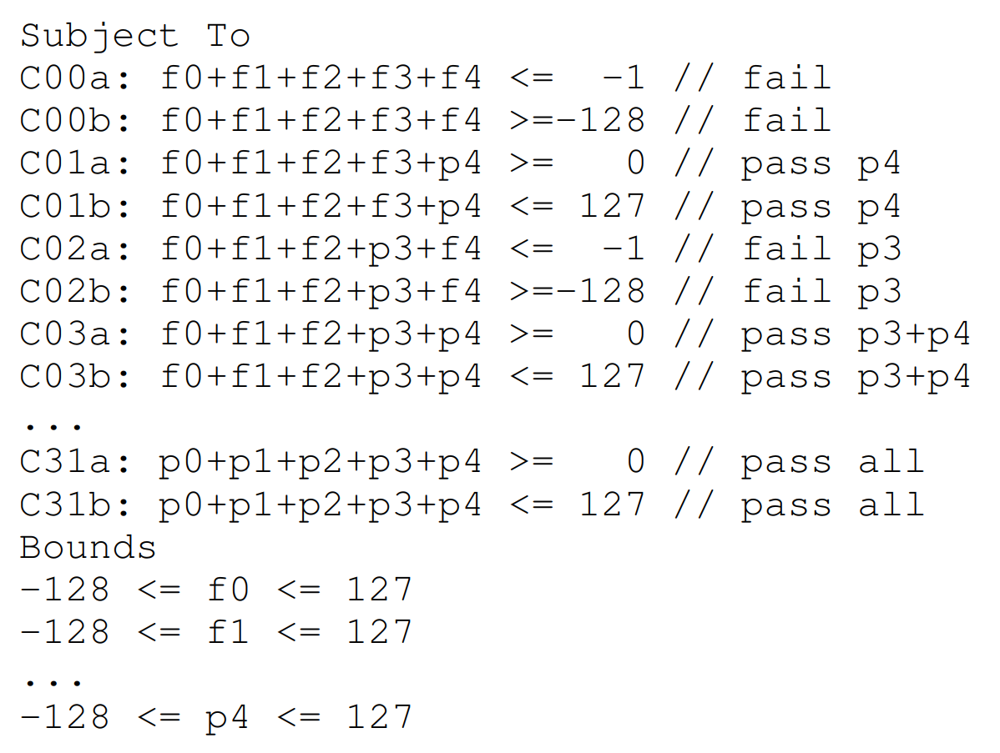 Subject To
C00a: f0+f1+f2+f3+f4 <=  -1 // fail
C00b: f0+f1+f2+f3+f4 >=-128 // fail
C01a: f0+f1+f2+f3+p4 >=   0 // pass p4
C01b: f0+f1+f2+f3+p4 <= 127 // pass p4
C02a: f0+f1+f2+p3+f4 <=  -1 // fail p3
C02b: f0+f1+f2+p3+f4 >=-128 // fail p3
C03a: f0+f1+f2+p3+p4 >=   0 // pass p3+p4
C03b: f0+f1+f2+p3+p4 <= 127 // pass p3+p4
...
C31a: p0+p1+p2+p3+p4 >=   0 // pass all
C31b: p0+p1+p2+p3+p4 <= 127 // pass all
Bounds
-128 <= f0 <= 127
-128 <= f1 <= 127
...
-128 <= p4 <= 127